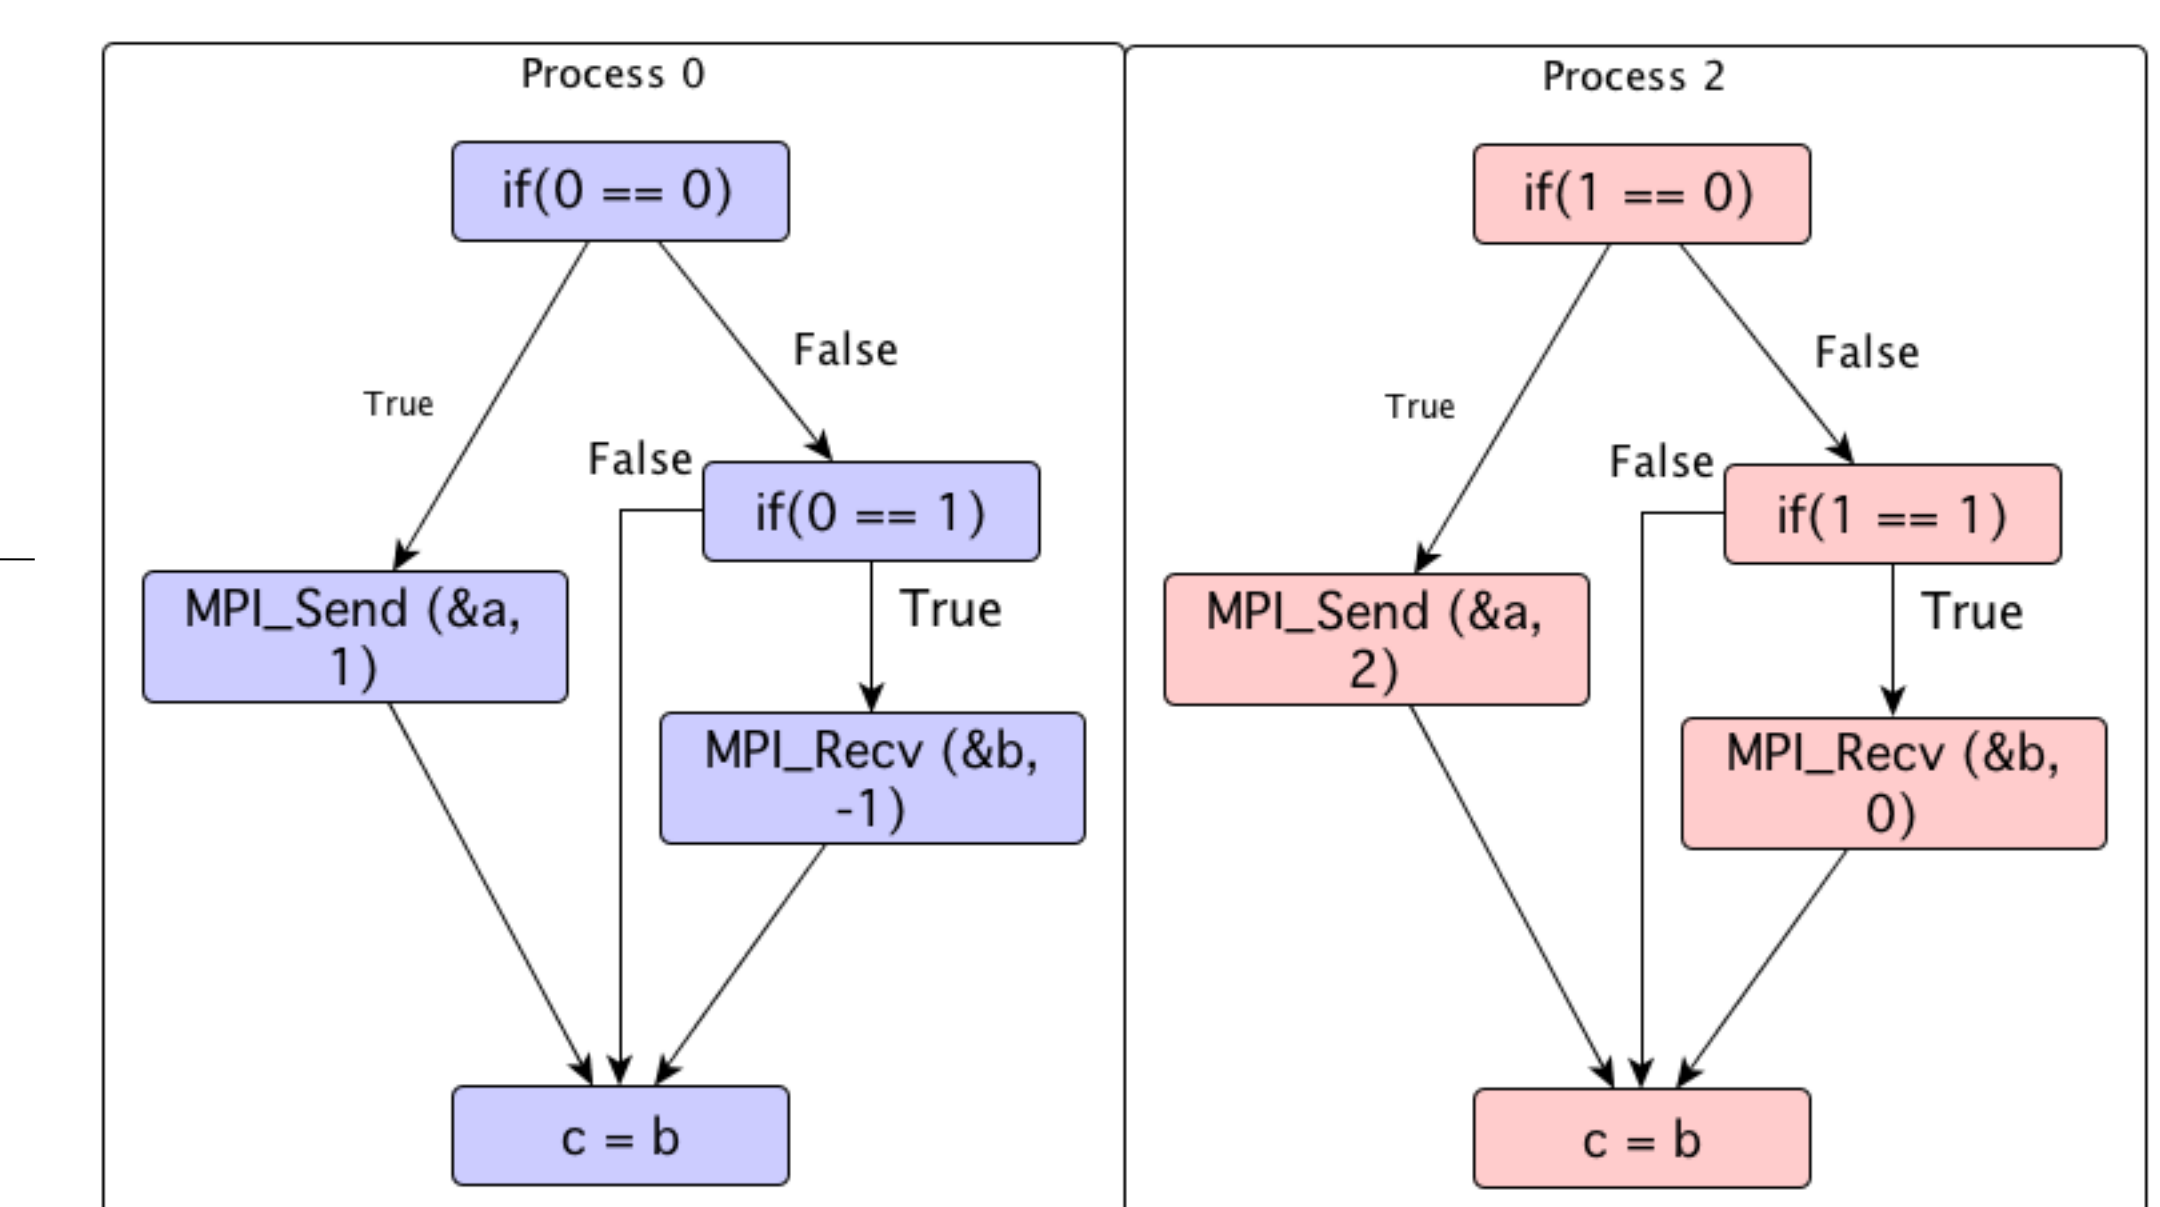 Process 0
if(0 == 0)
True
False
False
if(0 == 1)
MPI_Send (&a,
1)
True
MPI_Recv (&b,
-1)
c = b
Process 2
if(1 == 0)
True
False
False
if(1 == 1)
MPI_Send (&a,
2)
True
MPI_Recv (&b,
0)
c = b